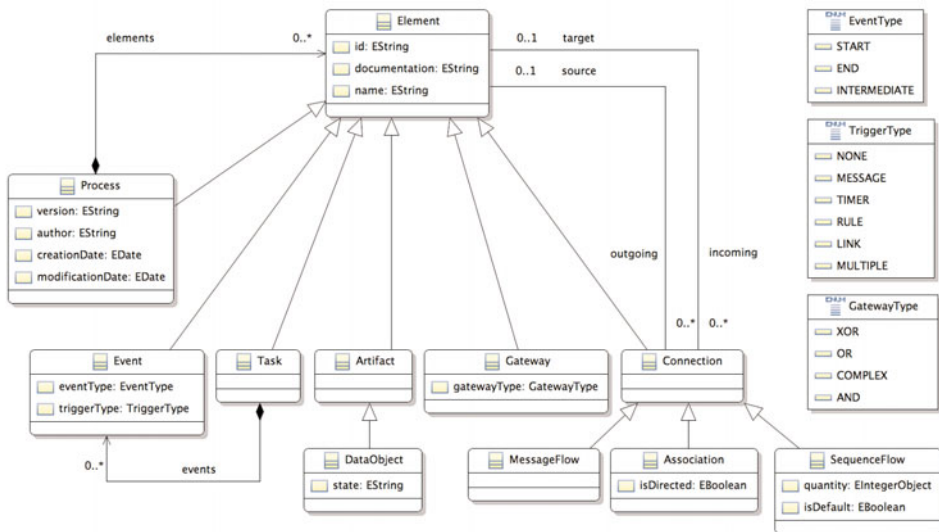 Element
id: EString
documentation: EString
name: EString
elements
0..*
0..1 target
0..1 source
EventType
START
END
INTERMEDIATE
TriggerType
NONE
MESSAGE
TIMER
RULE
LINK
MULTIPLE
Process
version: EString
author: EString
creationDate: EDate
modificationDate: EDate
outgoing
incoming
0..*
0..*
GatewayType
XOR
OR
COMPLEX
AND
Event
eventType: EventType
triggerType: TriggerType
Task
Artifact
Gateway
gatewayType: GatewayType
Connection
0..*
events
DataObject
state: EString
MessageFlow
Association
isDirected: EBoolean
SequenceFlow
quantity: EIntegerObject
isDefault: EBoolean